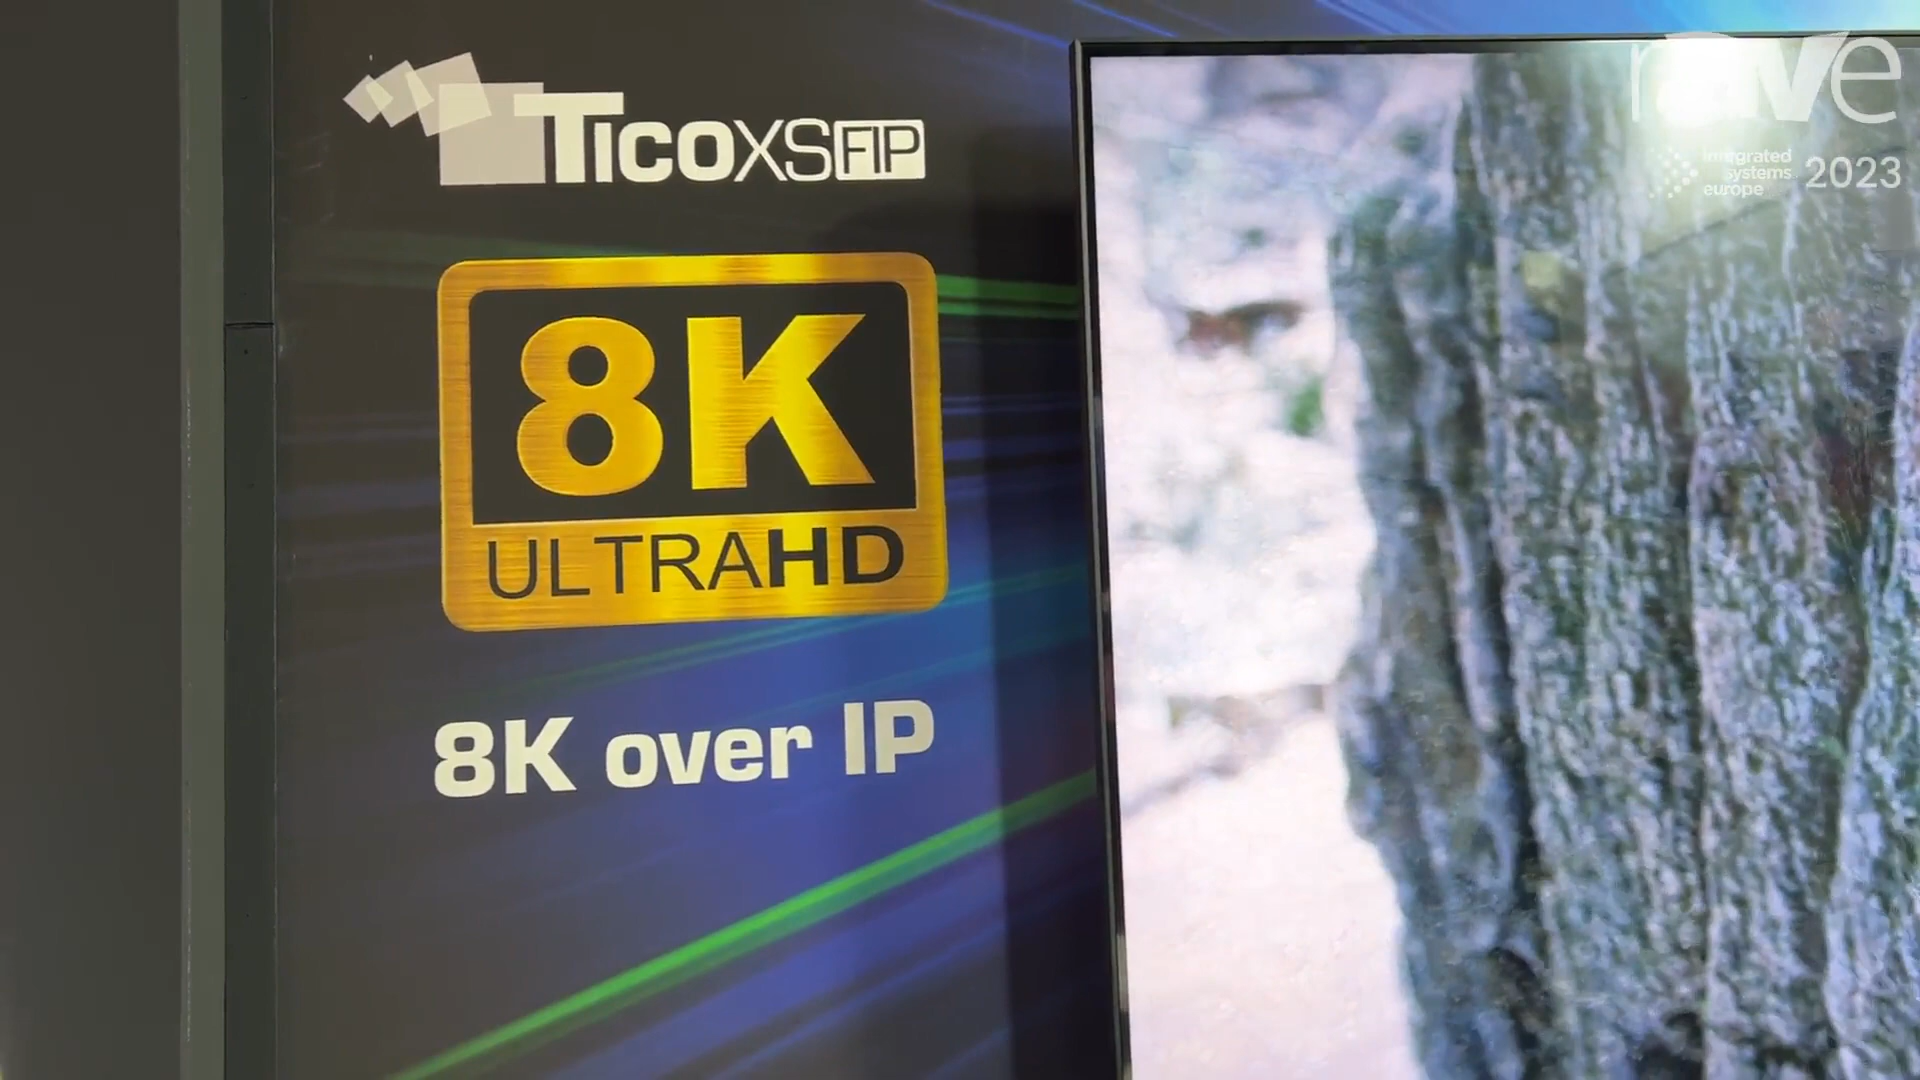 TICOXS FIP
8K
ULTRAHD
8K over IP
rAVe
integrated
systems
europe
2023